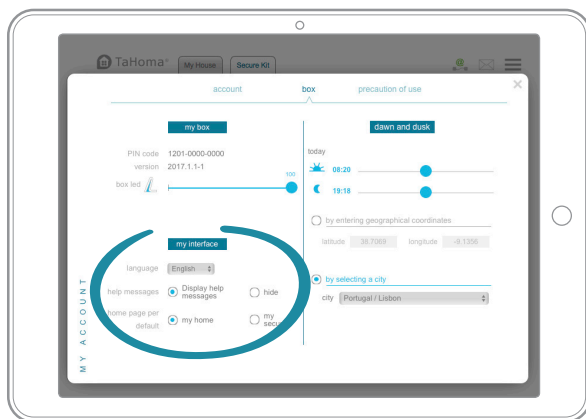 TaHoma®
My House
Secure Kit
account
box
precaution of use
my box
PIN code 1201-0000-0000
version 2017.1.1-1
box led
100
my interface
language English
help messages Display help messages hide
home page per default my home my
MY ACCOUNT
dawn and dusk
today
08:20
19:18
by entering geographical coordinates
latitude 38.7069 longitude -9.1356
by selecting a city
city Portugal / Lisbon